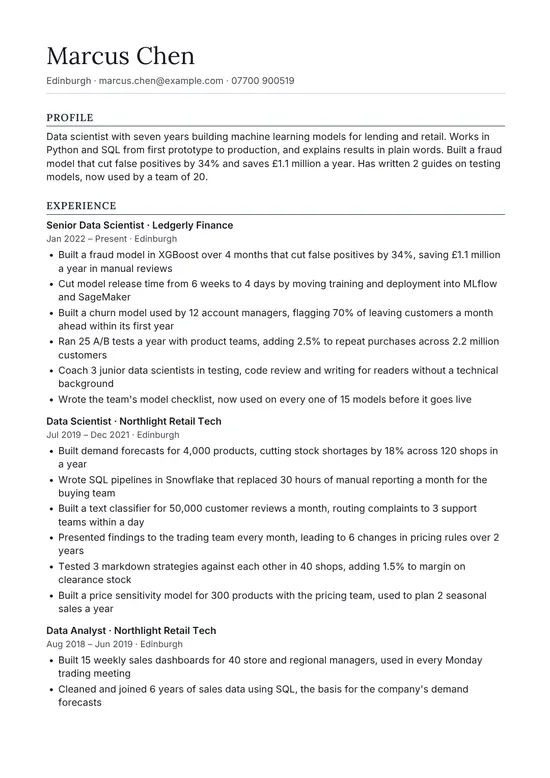 Marcus Chen
Edinburgh · marcus.chen@example.com · 07700 900519
PROFILE
Data scientist with seven years building machine learning models for lending and retail. Works in
Python and SQL from first prototype to production, and explains results in plain words. Built a fraud
model that cut false positives by 34% and saves £1.1 million a year. Has written 2 guides on testing
models, now used by a team of 20.
EXPERIENCE
Senior Data Scientist · Ledgerly Finance
Jan 2022 – Present · Edinburgh
• Built a fraud model in XGBoost over 4 months that cut false positives by 34%, saving £1.1 million
a year in manual reviews
• Cut model release time from 6 weeks to 4 days by moving training and deployment into MLflow
and SageMaker
• Built a churn model used by 12 account managers, flagging 70% of leaving customers a month
ahead within its first year
• Ran 25 A/B tests a year with product teams, adding 2.5% to repeat purchases across 2.2 million
customers
• Coach 3 junior data scientists in testing, code review and writing for readers without a technical
background
• Wrote the team's model checklist, now used on every one of 15 models before it goes live
Data Scientist · Northlight Retail Tech
Jul 2019 – Dec 2021 · Edinburgh
• Built demand forecasts for 4,000 products, cutting stock shortages by 18% across 120 shops in
a year
• Wrote SQL pipelines in Snowflake that replaced 30 hours of manual reporting a month for the
buying team
• Built a text classifier for 50,000 customer reviews a month, routing complaints to 3 support
teams within a day
• Presented findings to the trading team every month, leading to 6 changes in pricing rules over 2
years
• Tested 3 markdown strategies against each other in 40 shops, adding 1.5% to margin on
clearance stock
• Built a price sensitivity model for 300 products with the pricing team, used to plan 2 seasonal
sales a year
Data Analyst · Northlight Retail Tech
Aug 2018 – Jun 2019 · Edinburgh
• Built 15 weekly sales dashboards for 40 store and regional managers, used in every Monday
trading meeting
• Cleaned and joined 6 years of sales data using SQL, the basis for the company's demand
forecasts